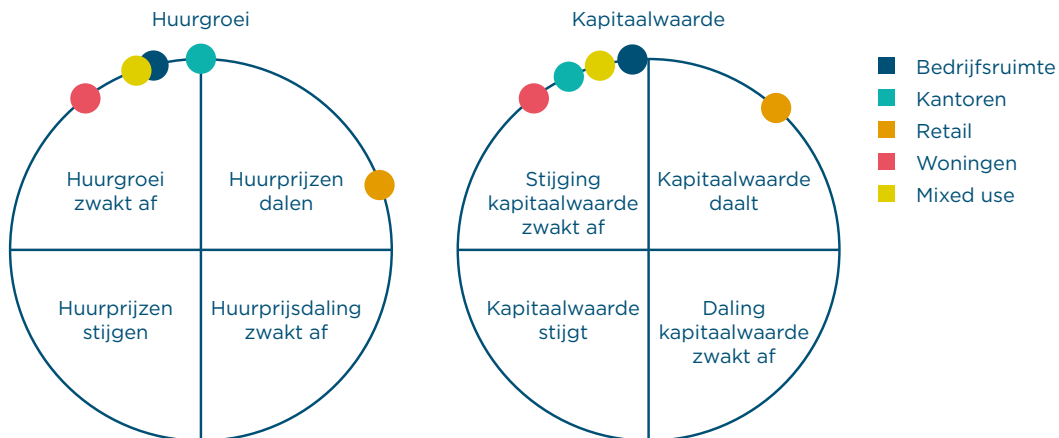 Huurgroei
Huurgroei
zwakt af
Huurprijzen
dalen
Huurprijzen
stijgen
Huurprijsdaling
zwakt af
Kapitaalwaarde
Stijging
kapitaalwaarde
zwakt af
Kapitaalwaarde
daalt
Kapitaalwaarde
stijgt
Daling
kapitaalwaarde
zwakt af
Bedrijfsruimte
Kantoren
Retail
Woningen
Mixed use